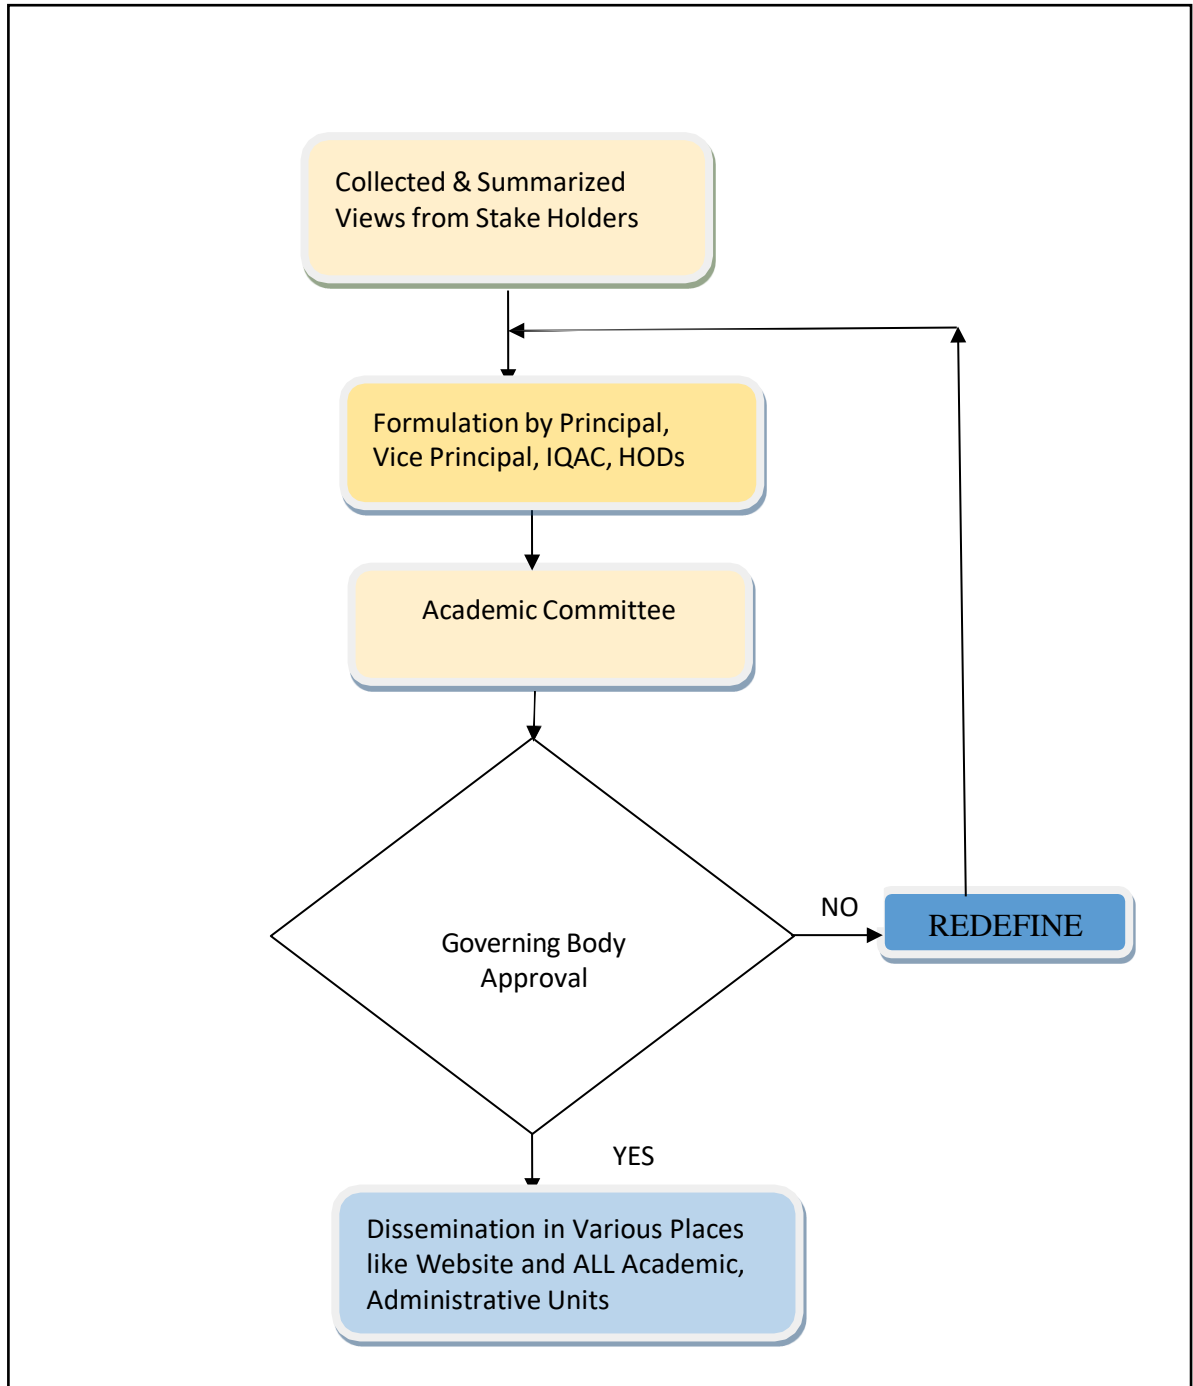 Collected & Summarized
Views from Stake Holders
Formulation by Principal,
Vice Principal, IQAC, HODs
Academic Committee
Governing Body
Approval
NO
REDEFINE
YES
Dissemination in Various Places
like Website and ALL Academic,
Administrative Units